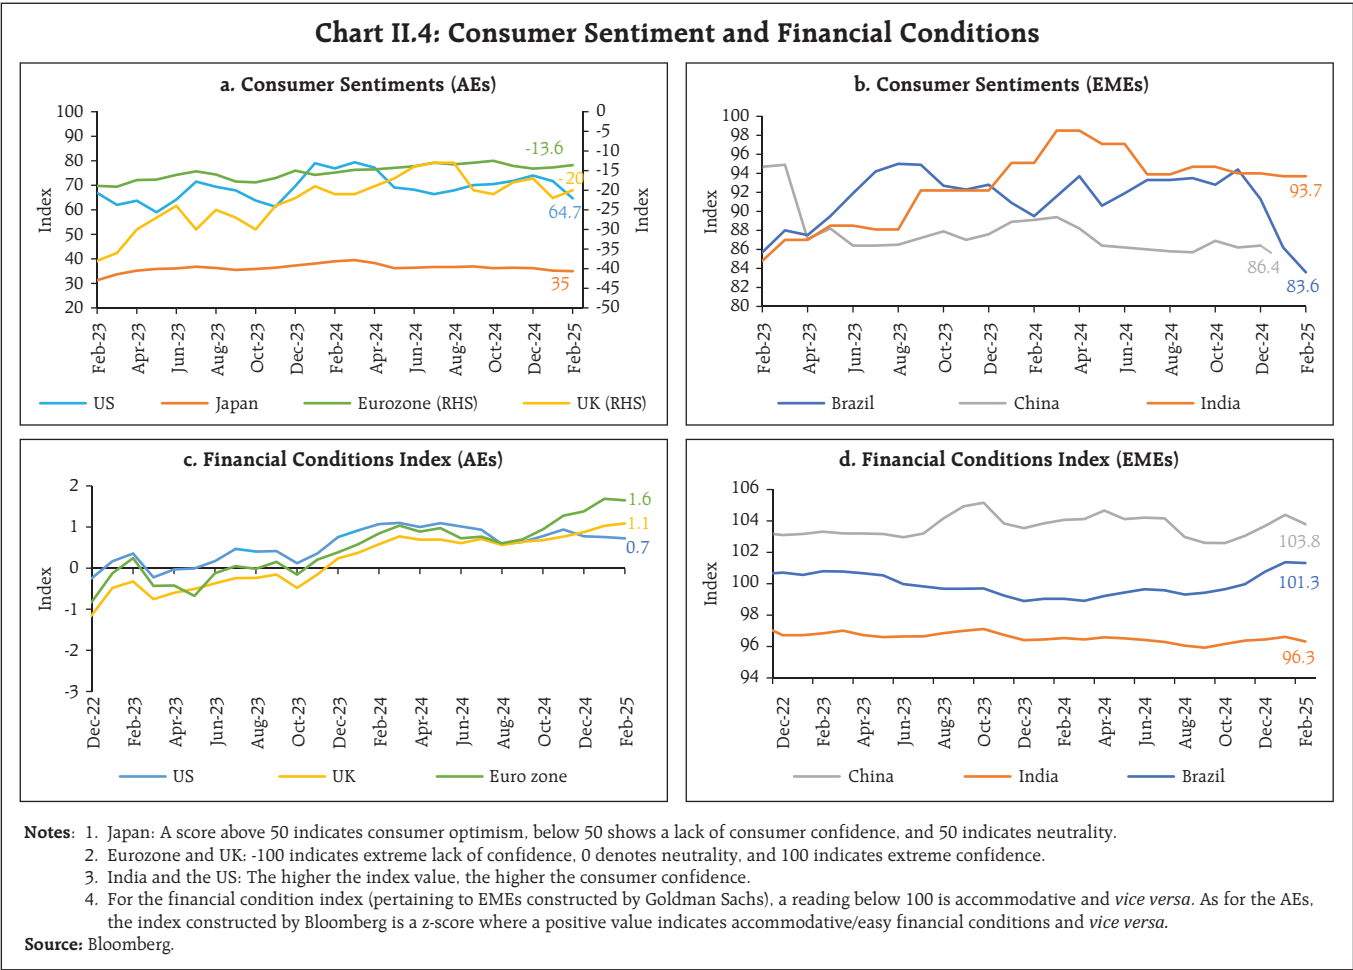 Chart II.4: Consumer Sentiment and Financial Conditions
a. Consumer Sentiments (AEs)
100
90
80
70
60
50
40
30
20
Index
0
-5
-10
-15
-20
-25
-30
-35
-40
-45
-50
Index
-13.6
-20
64.7
35
Feb-23
Apr-23
Jun-23
Aug-23
Oct-23
Dec-23
Feb-24
Apr-24
Jun-24
Aug-24
Oct-24
Dec-24
Feb-25
US
Japan
Eurozone (RHS)
UK (RHS)
b. Consumer Sentiments (EMEs)
100
98
96
94
92
90
88
86
84
82
80
Index
93.7
86.4
83.6
Feb-23
Apr-23
Jun-23
Aug-23
Oct-23
Dec-23
Feb-24
Apr-24
Jun-24
Aug-24
Oct-24
Dec-24
Feb-25
Brazil
China
India
c. Financial Conditions Index (AEs)
2
1
0
-1
-2
-3
Index
1.6
1.1
0.7
Dec-22
Feb-23
Apr-23
Jun-23
Aug-23
Oct-23
Dec-23
Feb-24
Apr-24
Jun-24
Aug-24
Oct-24
Dec-24
Feb-25
US
UK
Euro zone
d. Financial Conditions Index (EMEs)
106
104
102
100
98
96
94
Index
103.8
101.3
96.3
Dec-22
Feb-23
Apr-23
Jun-23
Aug-23
Oct-23
Dec-23
Feb-24
Apr-24
Jun-24
Aug-24
Oct-24
Dec-24
Feb-25
China
India
Brazil
Notes: 1. Japan: A score above 50 indicates consumer optimism, below 50 shows a lack of consumer confidence, and 50 indicates neutrality.
2. Eurozone and UK: -100 indicates extreme lack of confidence, 0 denotes neutrality, and 100 indicates extreme confidence.
3. India and the US: The higher the index value, the higher the consumer confidence.
4. For the financial condition index (pertaining to EMEs constructed by Goldman Sachs), a reading below 100 is accommodative and vice versa. As for the AEs,
the index constructed by Bloomberg is a z-score where a positive value indicates accommodative/easy financial conditions and vice versa.
Source: Bloomberg.